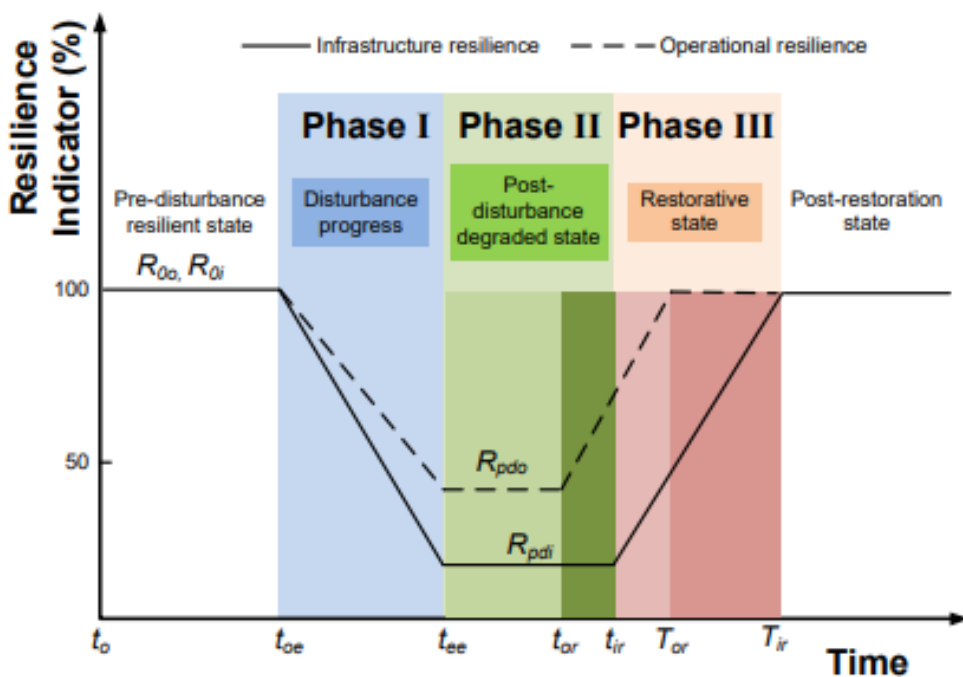 Resilience
Indicator (%)
Infrastructure resilience
Operational resilience
Phase I
Phase II
Phase III
Pre-disturbance
resilient state
Disturbance
progress
Post-
disturbance
degraded state
Restorative
state
Post-restoration
state
R0o, R0i
100
50
Rpdo
Rpdi
to
toe
tee
tor
tir
Tor
Tir
Time